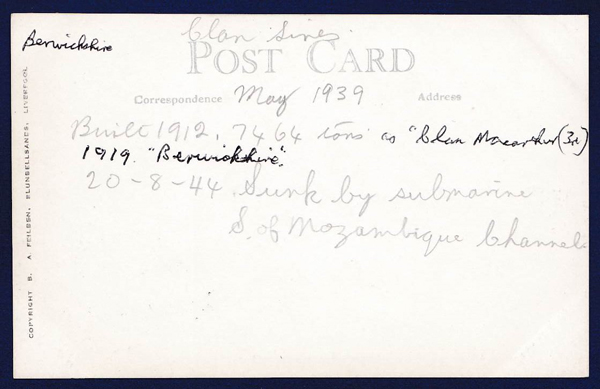 Clan Lines.
Berwickshire
POST CARD
Correspondence May 1939 Address
Built 1912, 7464 tons as "Clan Macarthur (3rd)
1919. "Berwickshire".
20-8-44. Sunk by submarine
S. of Mozambique Channel.
COPYRIGHT B. A. FEILDEN, BLUNDELLSANDS, LIVERPOOL